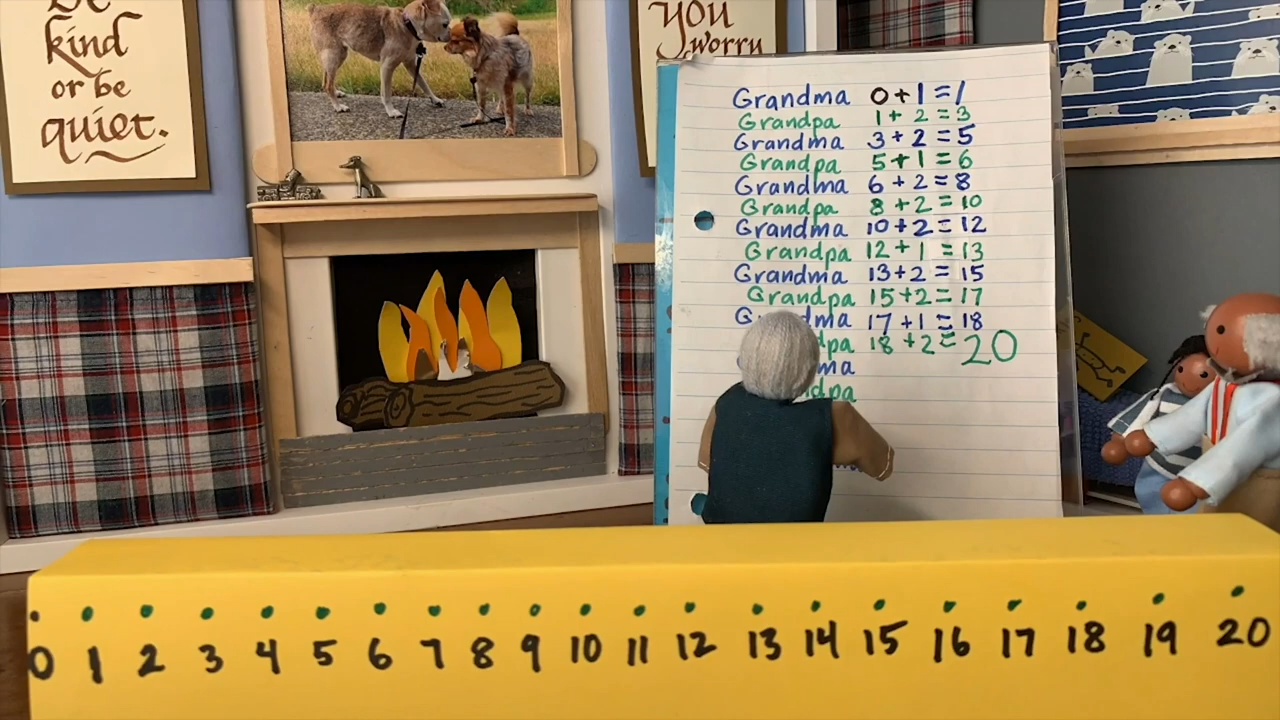 kind
or be
quiet.
you
worry
Grandma 0+1=1
Grandpa 1+2=3
Grandma 3+2=5
Grandpa 5+1=6
Grandma 6+2=8
Grandpa 8+2=10
Grandma 10+2=12
Grandpa 12+1=13
Grandma 13+2=15
Grandpa 15+2=17
17+1=18
18+2=20
0 1 2 3 4 5 6 7 8 9 10 11 12 13 14 15 16 17 18 19 20